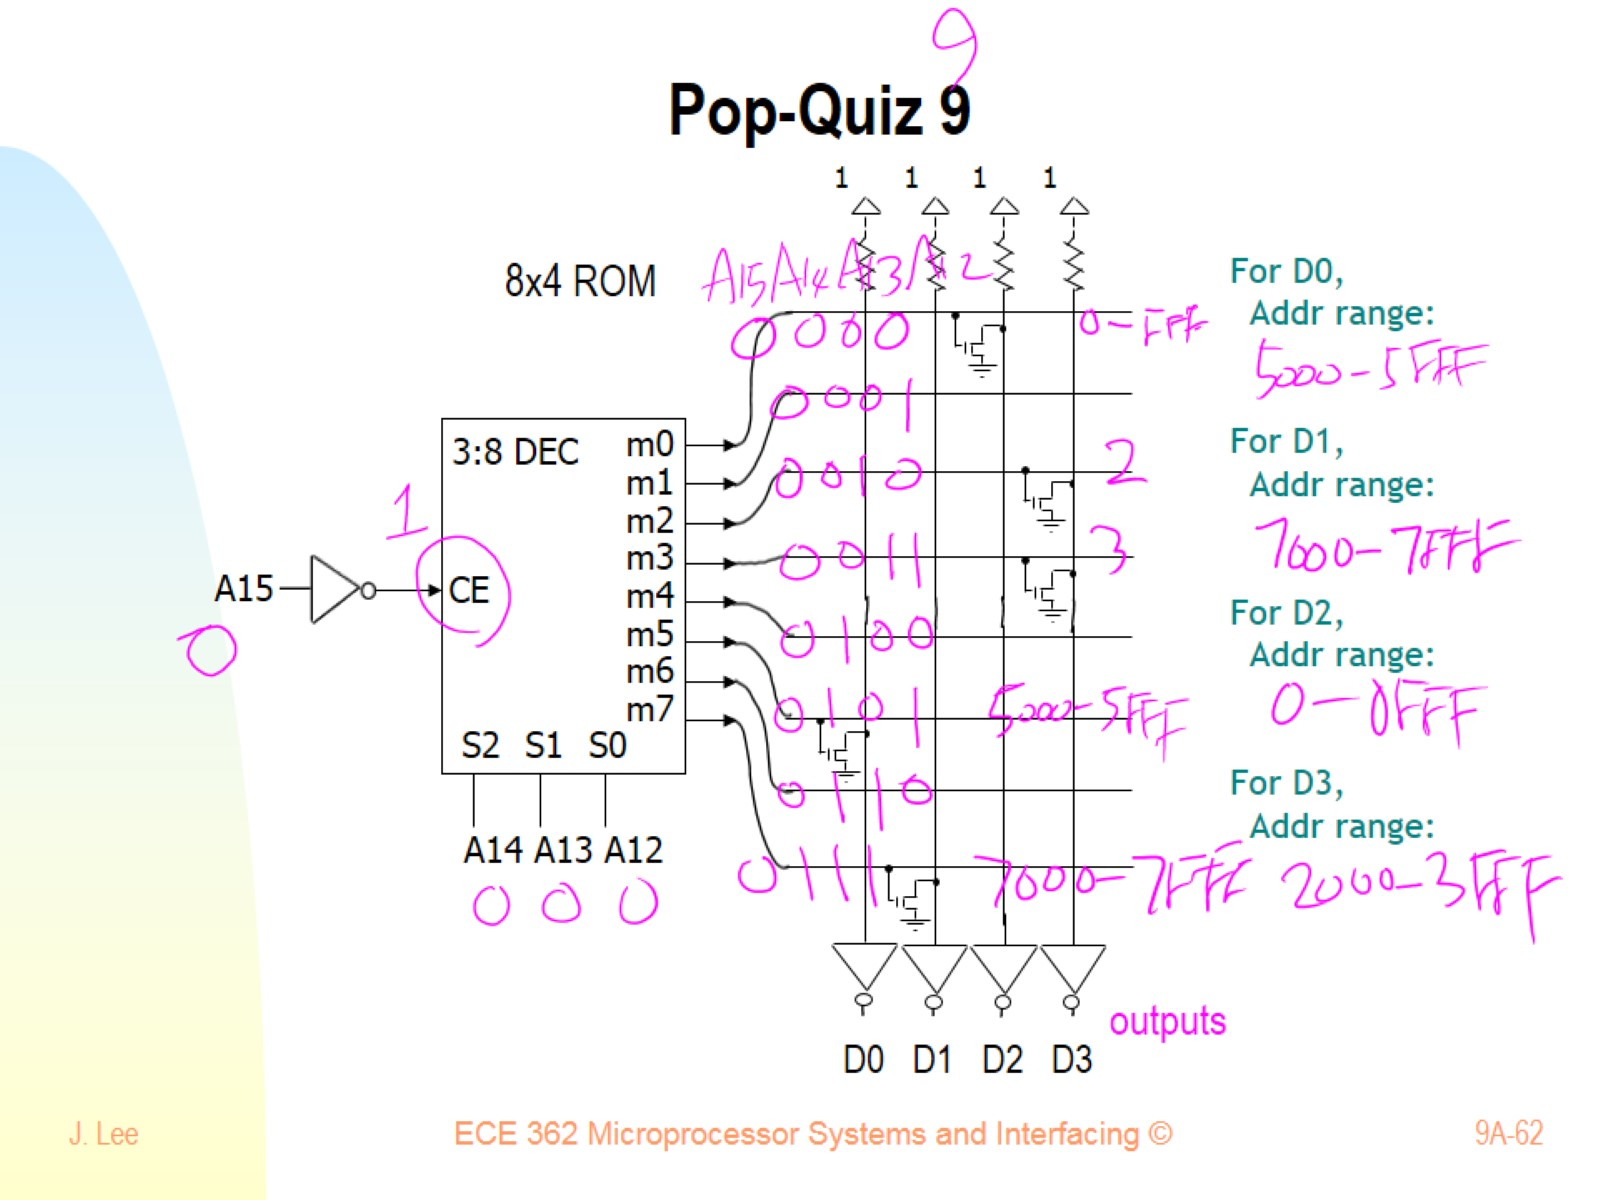 9
Pop-Quiz 9
1 1 1 1
8x4 ROM
A15 A14 A13 A12
For D0,
Addr range:
5000-5FFF
0000
0-FFF
0001
For D1,
Addr range:
7000-7FFF
0010
2
0011
3
For D2,
Addr range:
0-0FFF
0100
0101
5000-5FFF
0110
For D3,
Addr range:
2000-3FFF
0111
7000-7FFF
3:8 DEC
m0
m1
m2
m3
m4
m5
m6
m7
1
A15
CE
0
S2 S1 S0
A14 A13 A12
0 0 0
outputs
D0 D1 D2 D3
J. Lee
ECE 362 Microprocessor Systems and Interfacing ©
9A-62